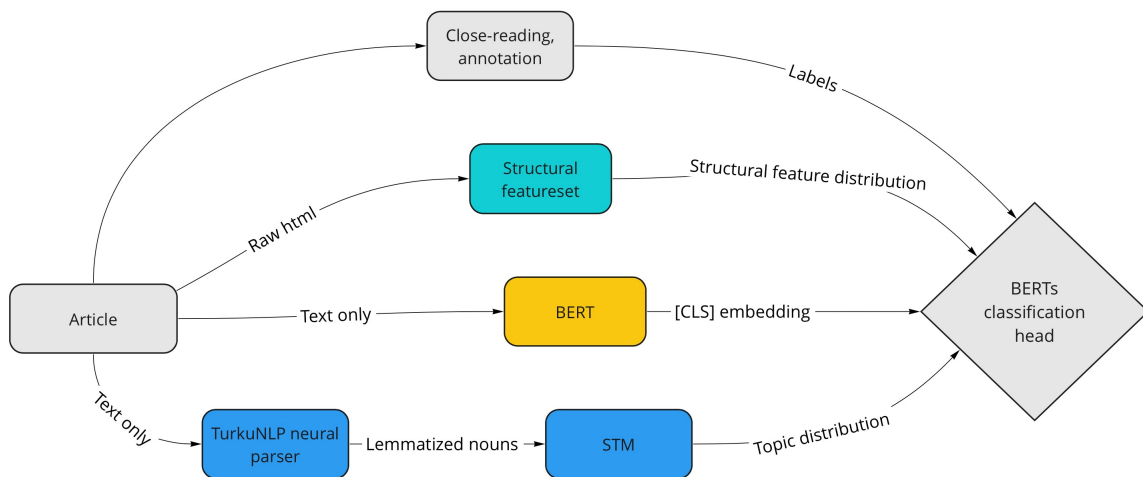 Close-reading,
annotation
Labels
Structural
featureset
Structural feature distribution
Raw html
Article
Text only
BERT
[CLS] embedding
BERTs
classification
head
Text only
TurkuNLP neural
parser
Lemmatized nouns
STM
Topic distribution